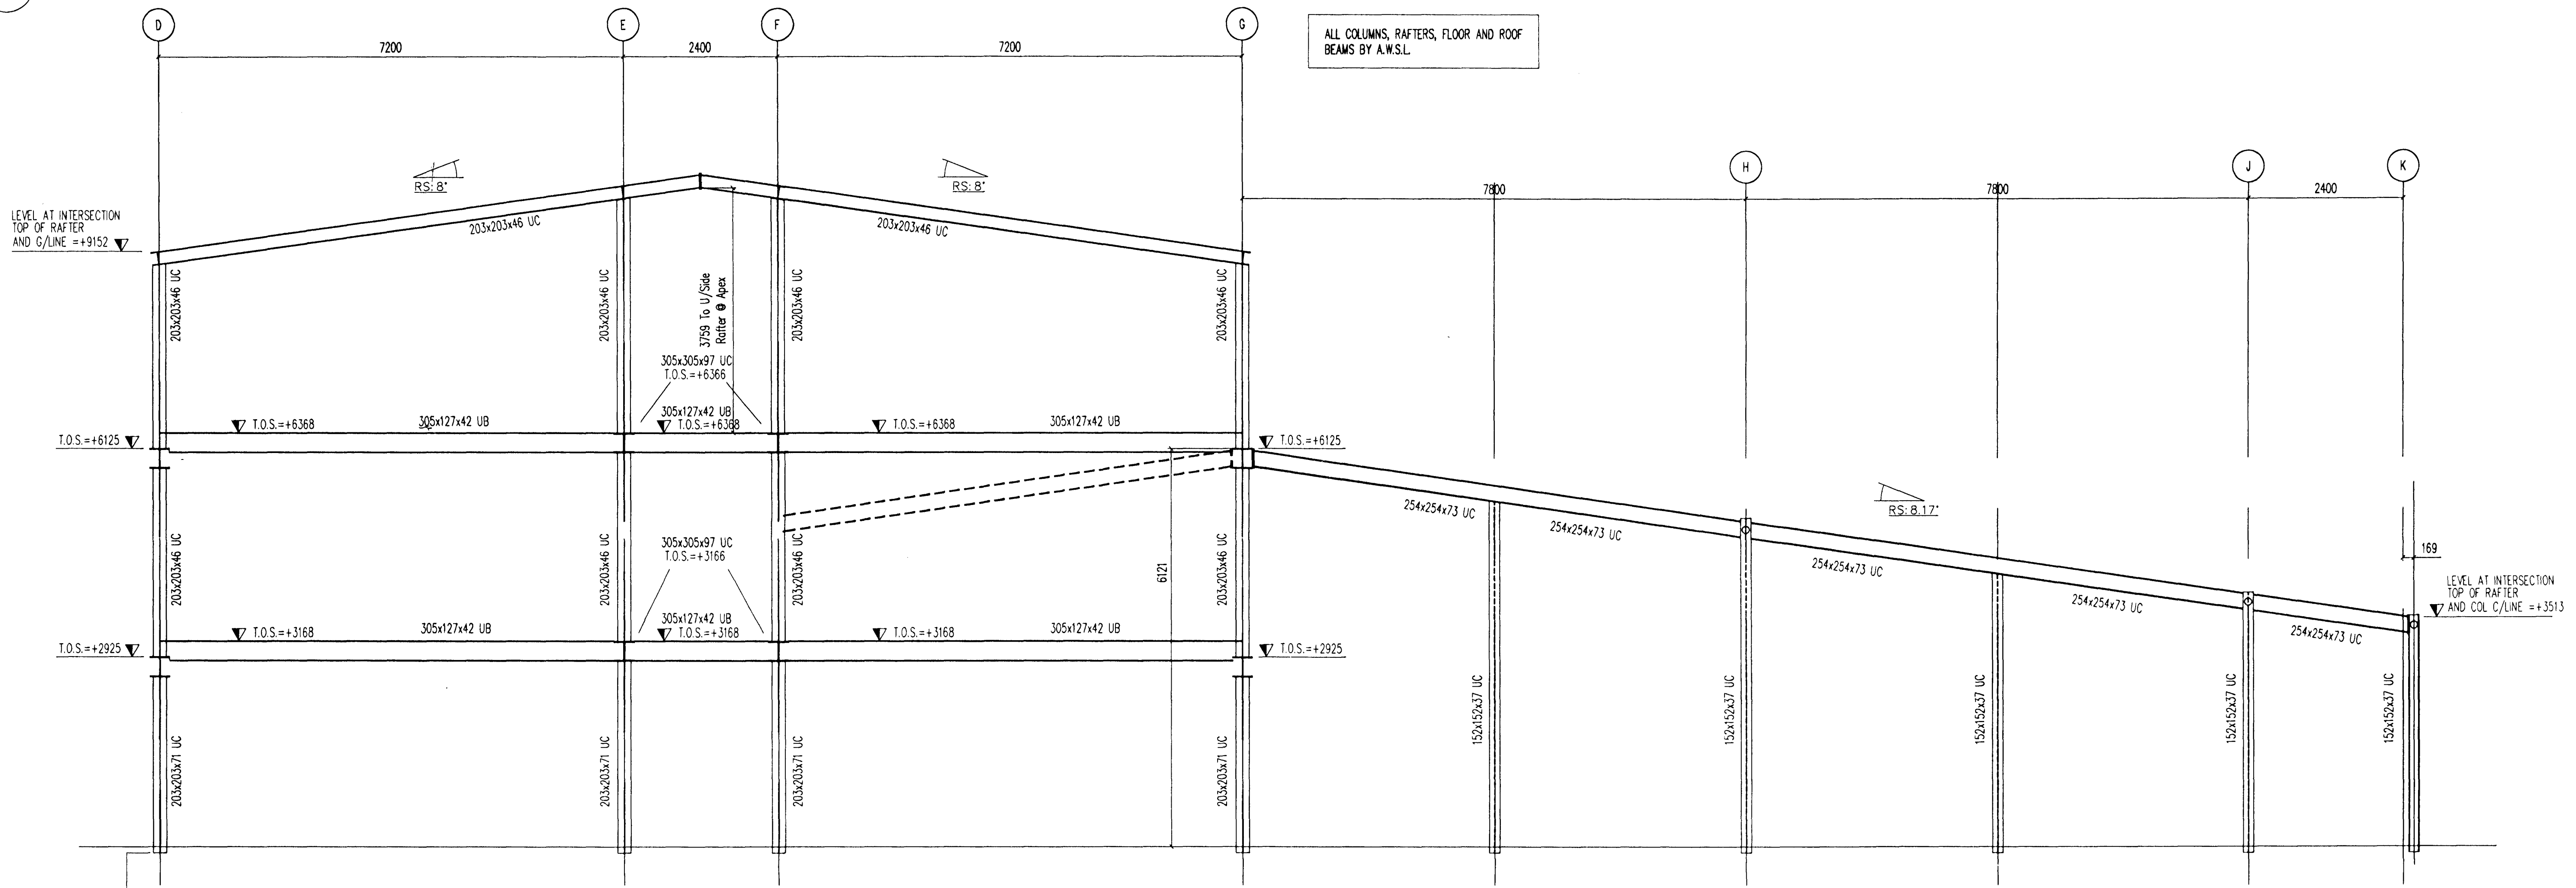 D
E
F
G
7200
2400
7200
ALL COLUMNS, RAFTERS, FLOOR AND ROOF
BEAMS BY A.W.S.L.
H
J
K
7800
7800
2400
RS: 8°
RS: 8°
LEVEL AT INTERSECTION
TOP OF RAFTER
AND G/LINE =+9152
203x203x46 UC
203x203x46 UC
203x203x46 UC
203x203x46 UC
3759 To U/Side
Rafter @ Apex
203x203x46 UC
203x203x46 UC
305x305x97 UC
T.O.S.=+6366
T.O.S.=+6368
305x127x42 UB
305x127x42 UB
T.O.S.=+6368
T.O.S.=+6368
305x127x42 UB
T.O.S.=+6125
T.O.S.=+6125
254x254x73 UC
254x254x73 UC
RS: 8.17°
254x254x73 UC
254x254x73 UC
254x254x73 UC
169
LEVEL AT INTERSECTION
TOP OF RAFTER
AND COL C/LINE =+3513
203x203x46 UC
203x203x46 UC
305x305x97 UC
T.O.S.=+3166
203x203x46 UC
6121
203x203x46 UC
T.O.S.=+3168
305x127x42 UB
305x127x42 UB
T.O.S.=+3168
T.O.S.=+3168
305x127x42 UB
T.O.S.=+2925
T.O.S.=+2925
203x203x71 UC
203x203x71 UC
203x203x71 UC
203x203x71 UC
152x152x37 UC
152x152x37 UC
152x152x37 UC
152x152x37 UC
152x152x37 UC